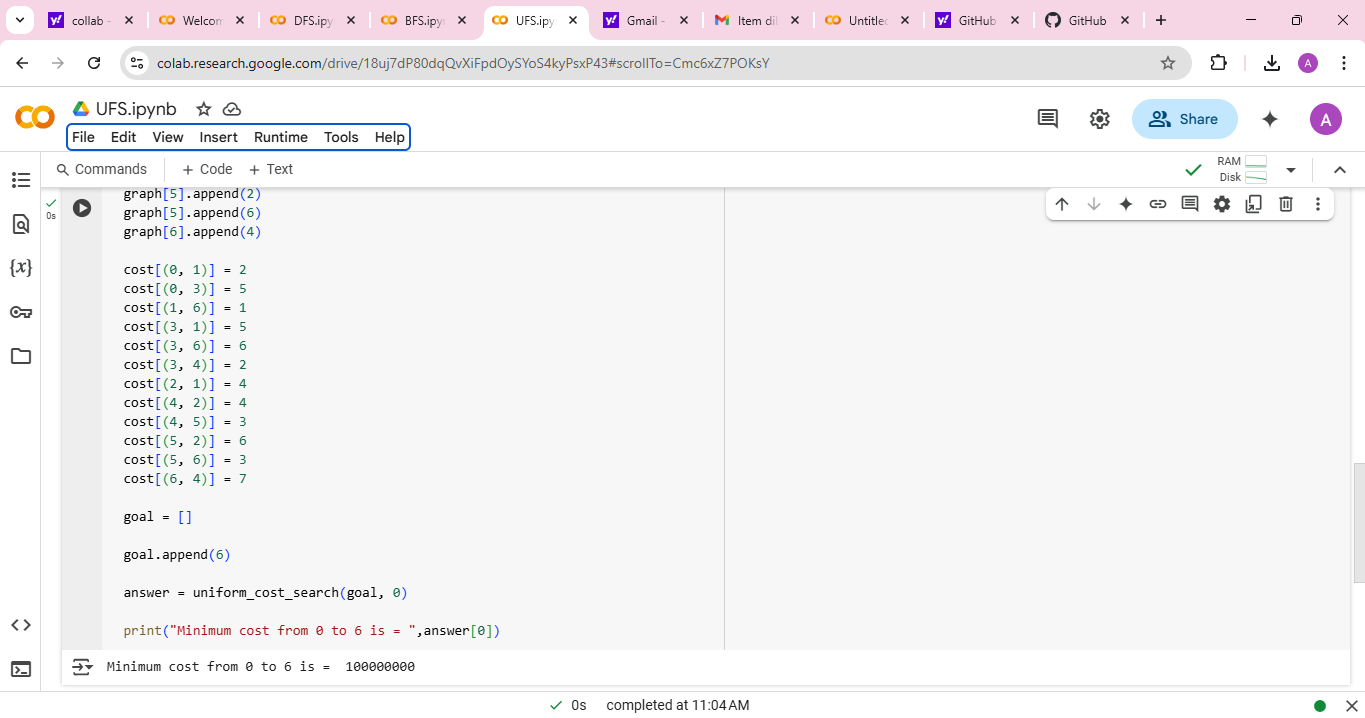 collab -
Welcom
DFS.ipy
BFS.ipy
UFS.ipy
Gmail -
Item dil
Untitle
GitHub
GitHub
colab.research.google.com/drive/18uj7dP80dqQvXiFpdOySYoS4kyPsxP43#scrollTo=Cmc6xZ7POKsY
A
UFS.ipynb
File Edit View Insert Runtime Tools Help
Share
A
Commands + Code + Text
RAM
Disk
0s
graph[5].append(2)
graph[5].append(6)
graph[6].append(4)
cost[(0, 1)] = 2
cost[(0, 3)] = 5
cost[(1, 6)] = 1
cost[(3, 1)] = 5
cost[(3, 6)] = 6
cost[(3, 4)] = 2
cost[(2, 1)] = 4
cost[(4, 2)] = 4
cost[(4, 5)] = 3
cost[(5, 2)] = 6
cost[(5, 6)] = 3
cost[(6, 4)] = 7
goal = []
goal.append(6)
answer = uniform_cost_search(goal, 0)
print("Minimum cost from 0 to 6 is = ",answer[0])
Minimum cost from 0 to 6 is =  100000000
0s completed at 11:04 AM